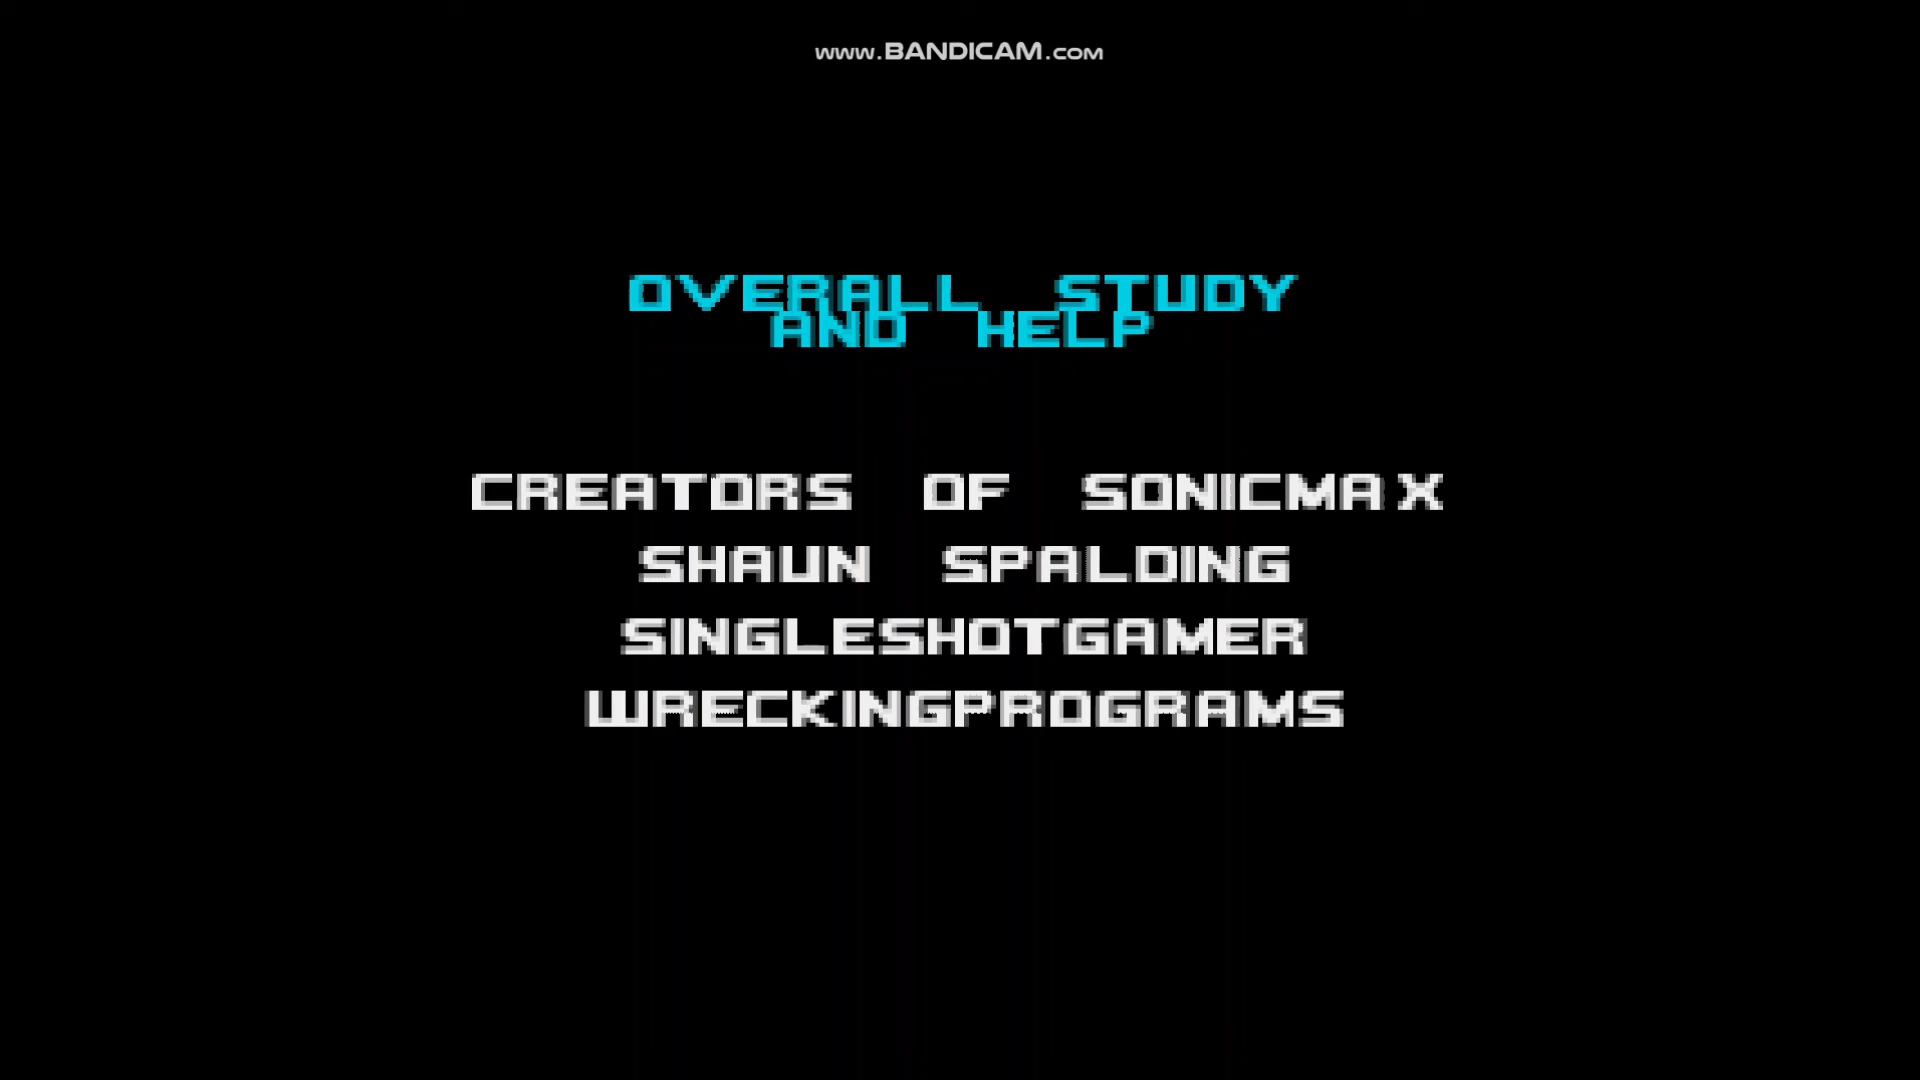 www.BANDICAM.com
OVERALL STUDY
AND HELP
CREATORS OF SONICMAX
SHAUN SPALDING
SINGLESHOTGAMER
WRECKINGPROGRAMS